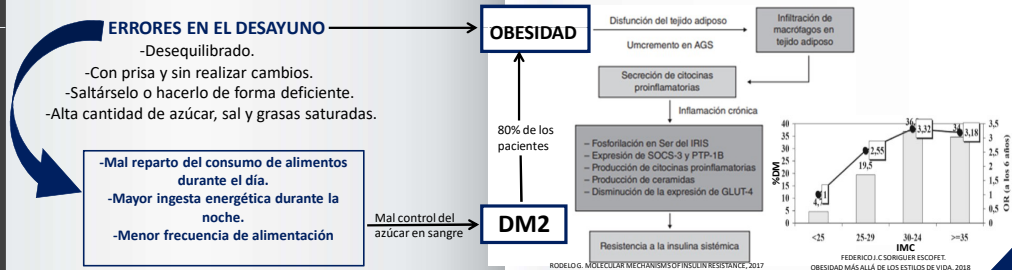 ERRORES EN EL DESAYUNO
-Desequilibrado.
-Con prisa y sin realizar cambios.
-Saltárselo o hacerlo de forma deficiente.
-Alta cantidad de azúcar, sal y grasas saturadas.
-Mal reparto del consumo de alimentos
durante el día.
-Mayor ingesta energética durante la
noche.
-Menor frecuencia de alimentación
Mal control del
azúcar en sangre
OBESIDAD
80% de los
pacientes
DM2
Disfunción del tejido adiposo
Umcremento en AGS
Infiltración de
macrófagos en
tejido adiposo
Secreción de citocinas
proinflamatorias
Inflamación crónica
– Fosforilación en Ser del IRIS
– Expresión de SOCS-3 y PTP-1B
– Producción de citocinas proinflamatorias
– Producción de ceramidas
– Disminución de la expresión de GLUT-4
Resistencia a la insulina sistémica
RODELO G. MOLECULAR MECHANISMS OF INSULIN RESISTANCE, 2017
%DM
40
35
30
25
20
15
10
5
0
4,
1
19,5
2,55
36,
3,32
34
3,18
3,5
3
2,5
2
1,5
1
0,5
0
OR (a los 6 años)
<25
25-29
30-24
>=35
IMC
FEDERICO J.C SORIGUER ESCOFET.
OBESIDAD MÁS ALLÁ DE LOS ESTILOS DE VIDA. 2018